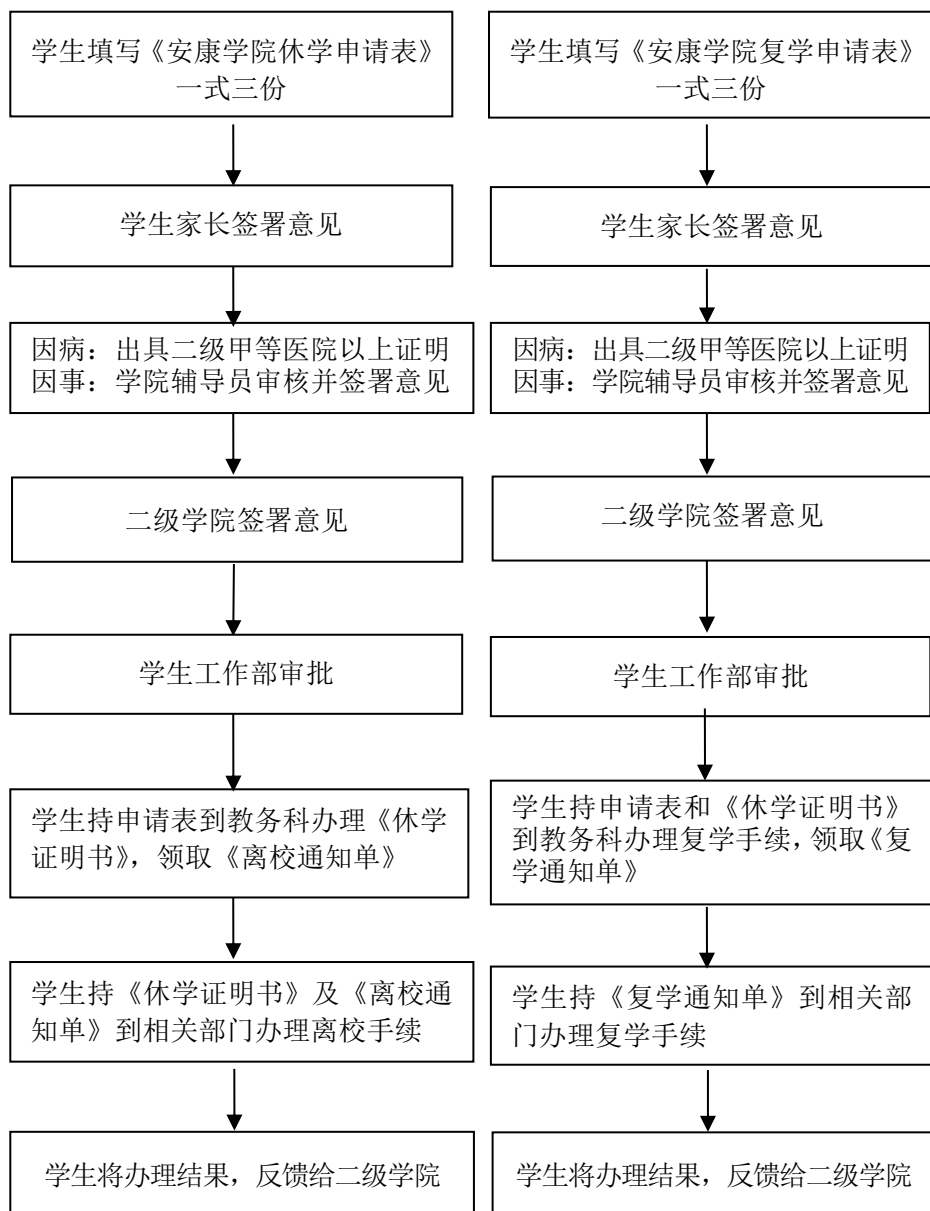 学生填写《安康学院休学申请表》
一式三份
学生家长签署意见
因病：出具二级甲等医院以上证明
因事：学院辅导员审核并签署意见
二级学院签署意见
学生工作部审批
学生持申请表到教务科办理《休学
证明书》，领取《离校通知单》
学生持《休学证明书》及《离校通
知单》到相关部门办理离校手续
学生将办理结果，反馈给二级学院
学生填写《安康学院复学申请表》
一式三份
学生家长签署意见
因病：出具二级甲等医院以上证明
因事：学院辅导员审核并签署意见
二级学院签署意见
学生工作部审批
学生持申请表和《休学证明书》
到教务科办理复学手续，领取《复
学通知单》
学生持《复学通知单》到相关部
门办理复学手续
学生将办理结果，反馈给二级学院